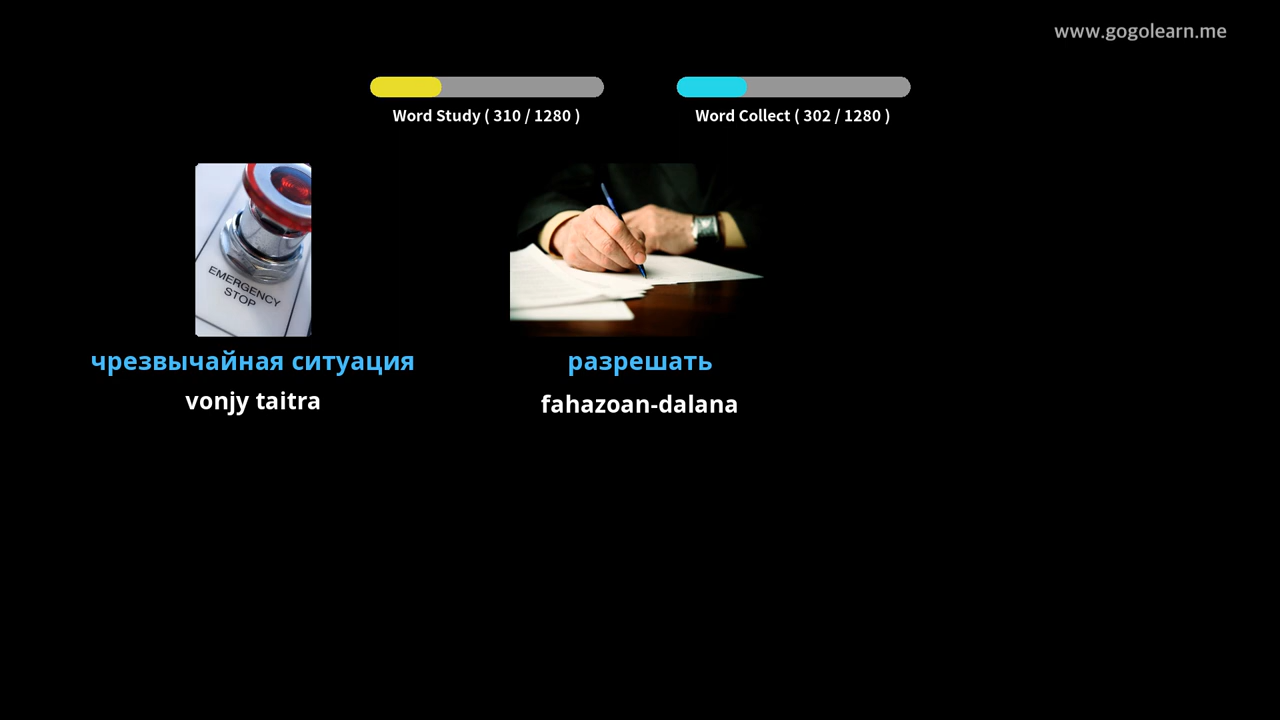 www.gogolearn.me
Word Study ( 310 / 1280 )
Word Collect ( 302 / 1280 )
EMERGENCY
STOP
чрезвычайная ситуация
vonjy taitra
разрешать
fahazoan-dalana